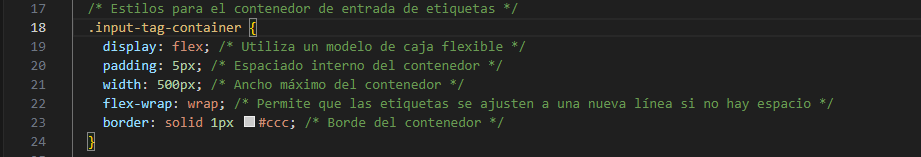 17 /* Estilos para el contenedor de entrada de etiquetas */
18 .input-tag-container {
19 display: flex; /* Utiliza un modelo de caja flexible */
20 padding: 5px; /* Espaciado interno del contenedor */
21 width: 500px; /* Ancho máximo del contenedor */
22 flex-wrap: wrap; /* Permite que las etiquetas se ajusten a una nueva línea si no hay espacio */
23 border: solid 1px #ccc; /* Borde del contenedor */
24 }